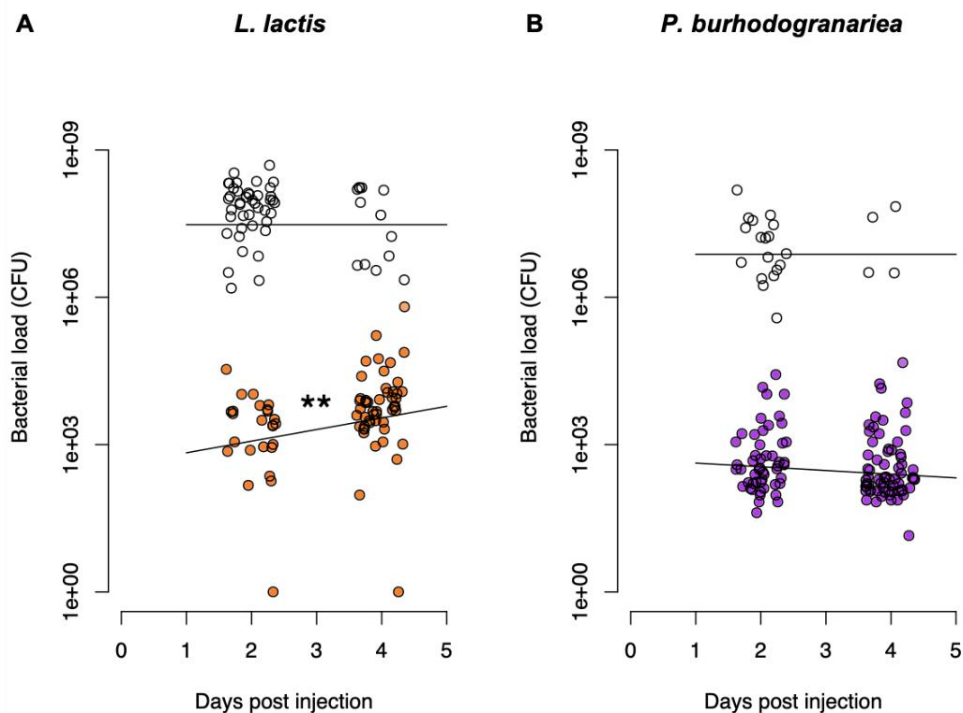 A
L. lactis
Bacterial load (CFU)
1e+09
1e+06
1e+03
1e+00
**
0 1 2 3 4 5
Days post injection
B
P. burhodogranariea
Bacterial load (CFU)
1e+09
1e+06
1e+03
1e+00
0 1 2 3 4 5
Days post injection